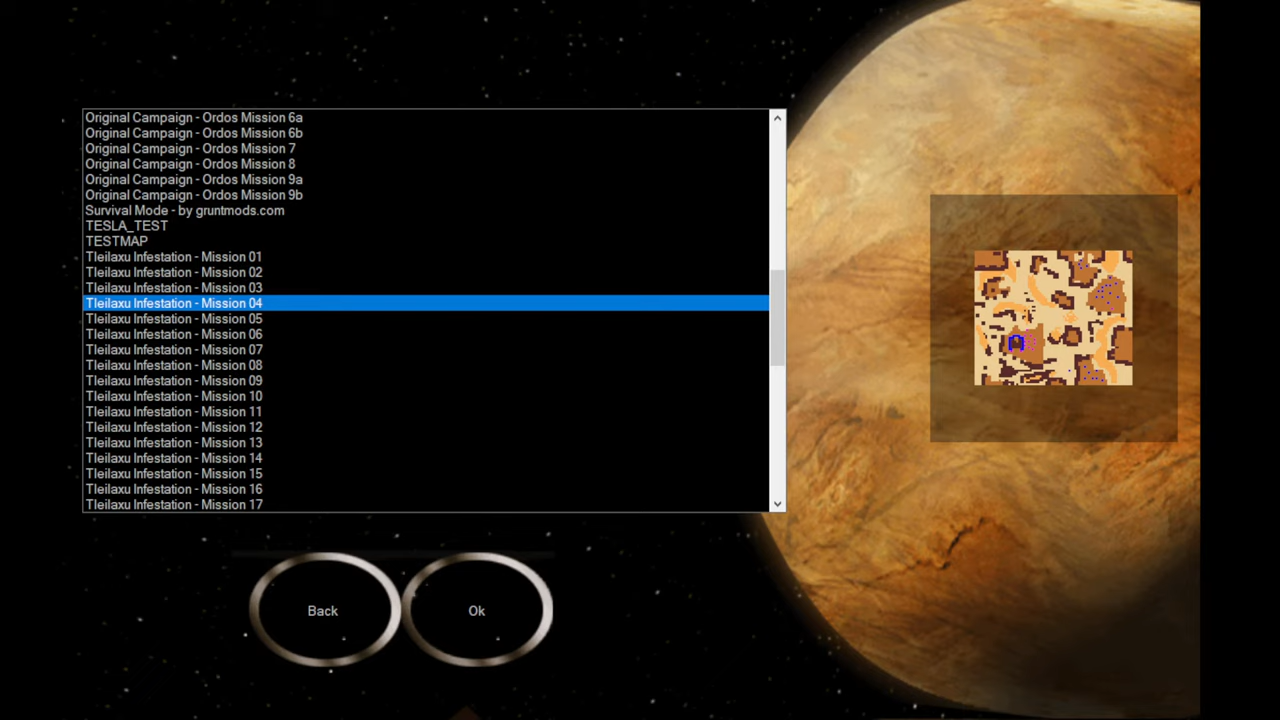 Original Campaign - Ordos Mission 6a
Original Campaign - Ordos Mission 6b
Original Campaign - Ordos Mission 7
Original Campaign - Ordos Mission 8
Original Campaign - Ordos Mission 9a
Original Campaign - Ordos Mission 9b
Survival Mode - by gruntmods.com
TESLA_TEST
TESTMAP
Tleilaxu Infestation - Mission 01
Tleilaxu Infestation - Mission 02
Tleilaxu Infestation - Mission 03
Tleilaxu Infestation - Mission 04
Tleilaxu Infestation - Mission 05
Tleilaxu Infestation - Mission 06
Tleilaxu Infestation - Mission 07
Tleilaxu Infestation - Mission 08
Tleilaxu Infestation - Mission 09
Tleilaxu Infestation - Mission 10
Tleilaxu Infestation - Mission 11
Tleilaxu Infestation - Mission 12
Tleilaxu Infestation - Mission 13
Tleilaxu Infestation - Mission 14
Tleilaxu Infestation - Mission 15
Tleilaxu Infestation - Mission 16
Tleilaxu Infestation - Mission 17
Back
Ok